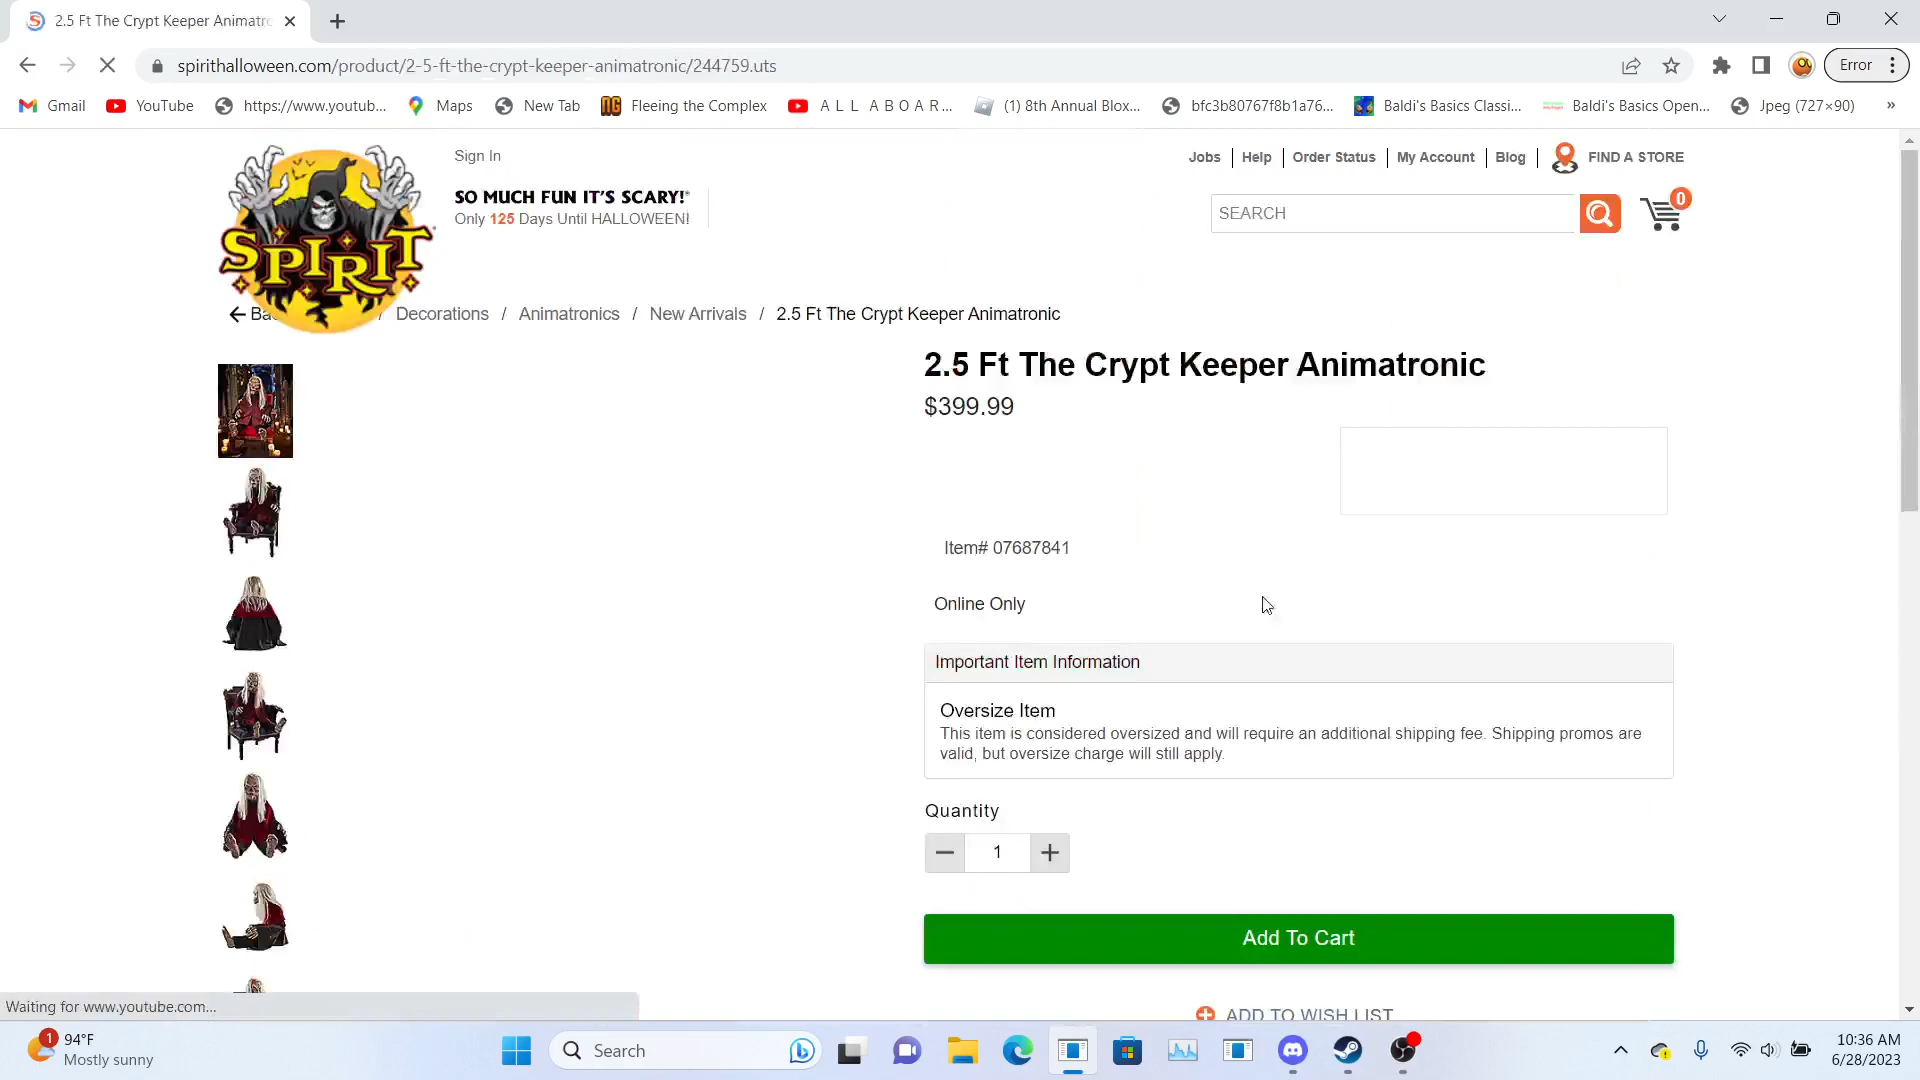 2.5 Ft The Crypt Keeper Animatro
spirithalloween.com/product/2-5-ft-the-crypt-keeper-animatronic/244759.uts
Error
Gmail
YouTube
https://www.youtub...
Maps
New Tab
Fleeing the Complex
A L L A B O A R...
(1) 8th Annual Blox...
bfc3b80767f8b1a76...
Baldi's Basics Classi...
Baldi's Basics Open...
Jpeg (727×90)
»
SPIRIT
Sign In
SO MUCH FUN IT'S SCARY!®
Only 125 Days Until HALLOWEEN!
Jobs
Help
Order Status
My Account
Blog
FIND A STORE
SEARCH
0
Ba
/ Decorations / Animatronics / New Arrivals / 2.5 Ft The Crypt Keeper Animatronic
2.5 Ft The Crypt Keeper Animatronic
$399.99
Item# 07687841
Online Only
Important Item Information
Oversize Item
This item is considered oversized and will require an additional shipping fee. Shipping promos are
valid, but oversize charge will still apply.
Quantity
1
Add To Cart
ADD TO WISH LIST
Waiting for www.youtube.com...
1
94°F
Mostly sunny
Search
10:36 AM
6/28/2023